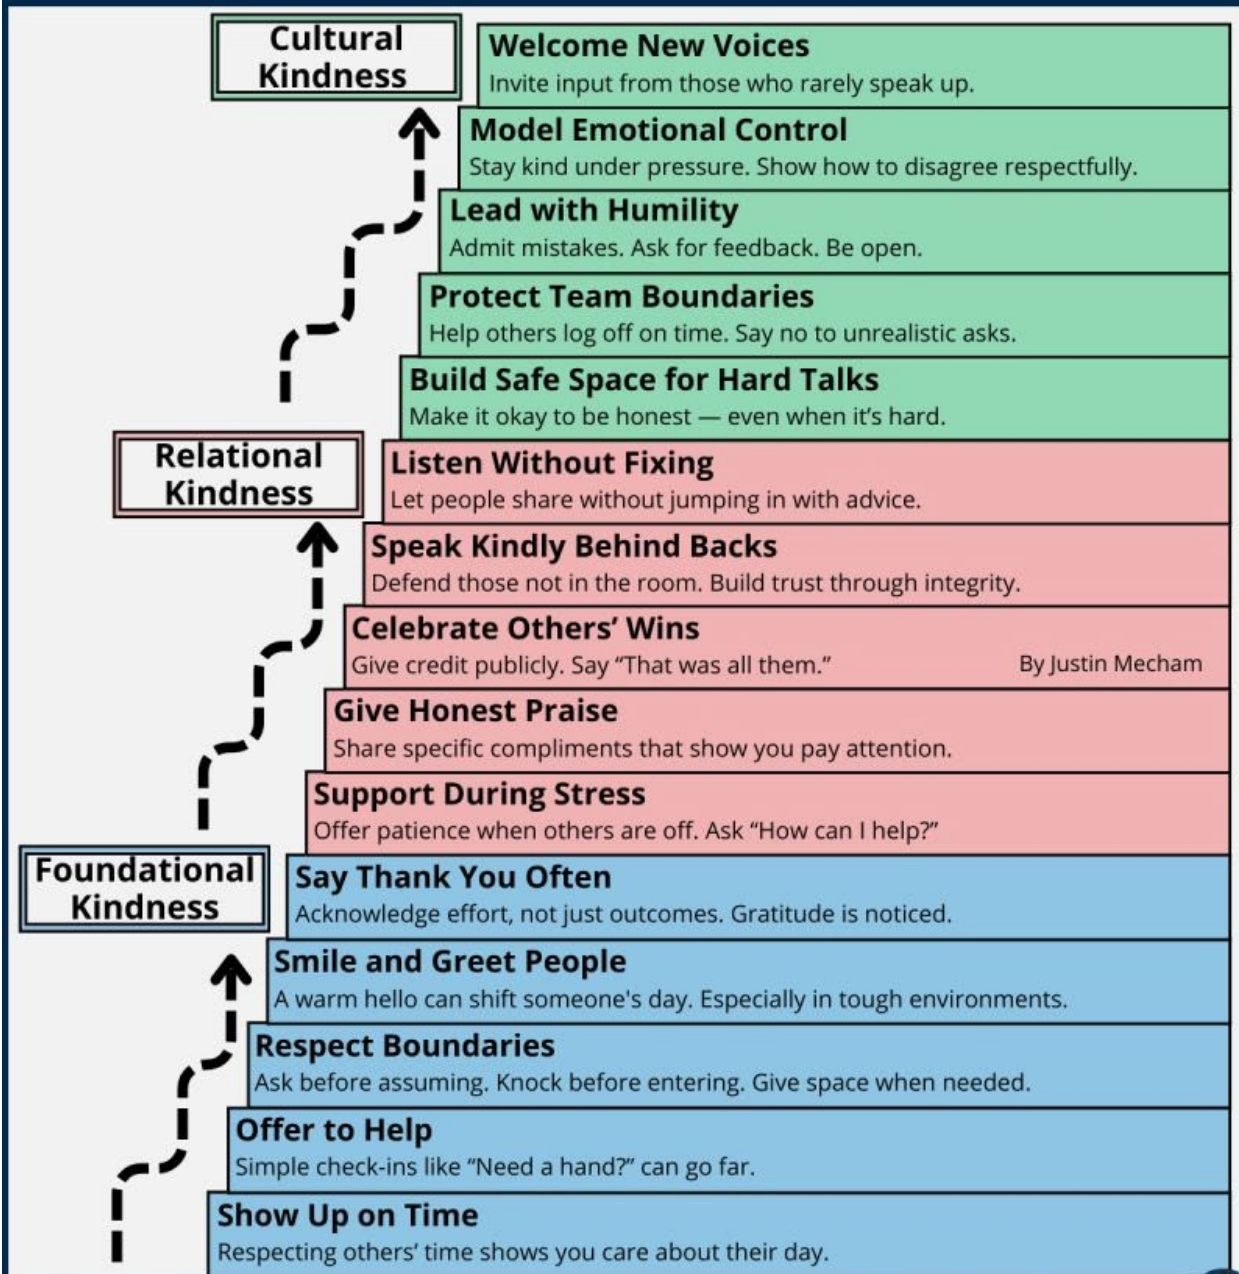 Cultural
Kindness
Welcome New Voices
Invite input from those who rarely speak up.
Model Emotional Control
Stay kind under pressure. Show how to disagree respectfully.
Lead with Humility
Admit mistakes. Ask for feedback. Be open.
Protect Team Boundaries
Help others log off on time. Say no to unrealistic asks.
Build Safe Space for Hard Talks
Make it okay to be honest — even when it’s hard.
Relational
Kindness
Listen Without Fixing
Let people share without jumping in with advice.
Speak Kindly Behind Backs
Defend those not in the room. Build trust through integrity.
Celebrate Others’ Wins
Give credit publicly. Say “That was all them.”
By Justin Mecham
Give Honest Praise
Share specific compliments that show you pay attention.
Support During Stress
Offer patience when others are off. Ask “How can I help?”
Foundational
Kindness
Say Thank You Often
Acknowledge effort, not just outcomes. Gratitude is noticed.
Smile and Greet People
A warm hello can shift someone's day. Especially in tough environments.
Respect Boundaries
Ask before assuming. Knock before entering. Give space when needed.
Offer to Help
Simple check-ins like “Need a hand?” can go far.
Show Up on Time
Respecting others’ time shows you care about their day.